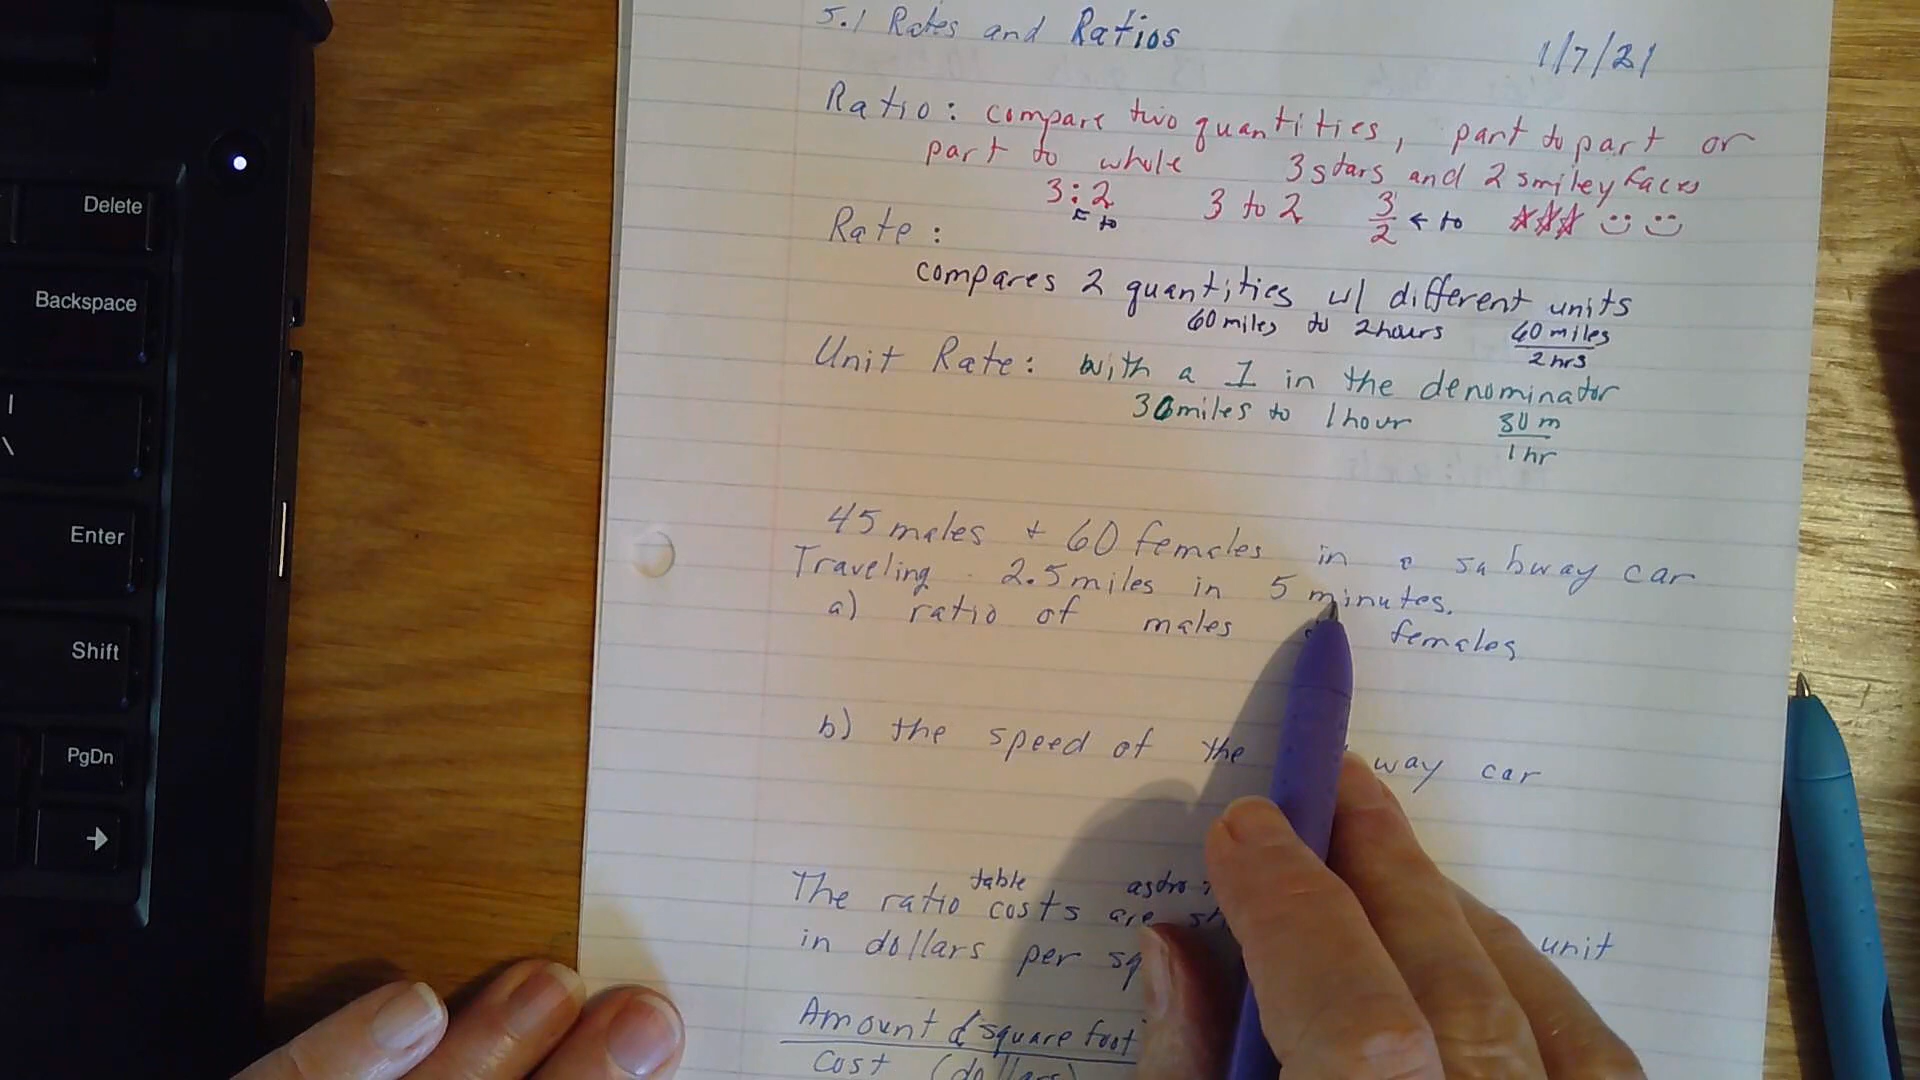 5.1 Rates and Ratios
1/7/21
Ratio: compare two quantities, part to part or
part to whole 3 stars and 2 smiley faces
3:2 3 to 2 3/2 ← to
← to
Rate:
compares 2 quantities w/ different units
60 miles to 2 hours 60 miles
2 hrs
Unit Rate: with a 1 in the denominator
30 miles to 1 hour 30 m
1 hr
45 males + 60 females in a subway car
Traveling 2.5 miles in 5 minutes.
a) ratio of males females
b) the speed of the way car
table
The ratio costs are unit
in dollars per sq
Amount square foot
Cost
Delete
Backspace
|
\
Enter
Shift
PgDn
→